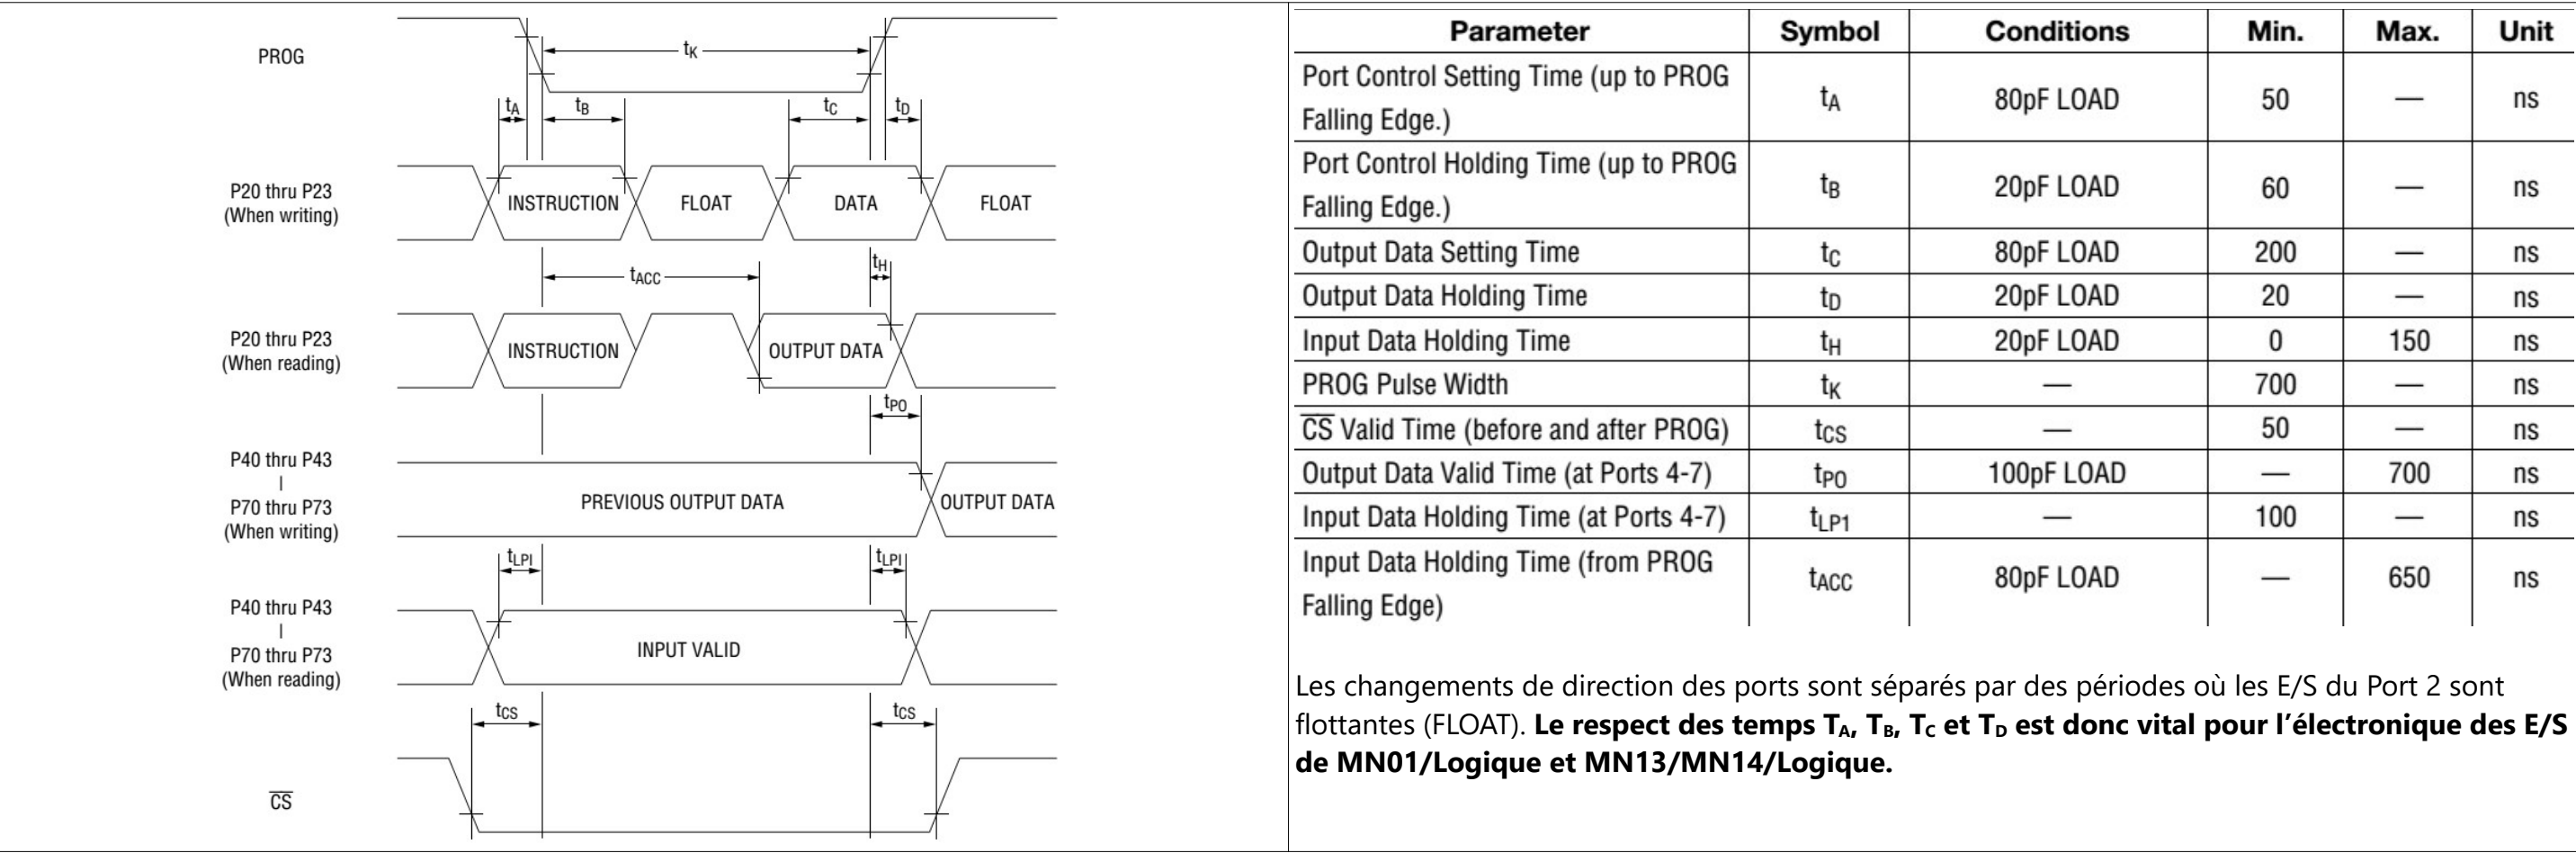 PROG
tK
tA
tB
tC
tD
P20 thru P23
(When writing)
INSTRUCTION
FLOAT
DATA
FLOAT
tACC
tH
P20 thru P23
(When reading)
INSTRUCTION
OUTPUT DATA
tPO
P40 thru P43
|
P70 thru P73
(When writing)
PREVIOUS OUTPUT DATA
OUTPUT DATA
tLPI
tLPI
P40 thru P43
|
P70 thru P73
(When reading)
INPUT VALID
tCS
tCS
C̅S̅
Parameter Symbol Conditions Min. Max. Unit
Port Control Setting Time (up to PROG
Falling Edge.) tA 80pF LOAD 50 — ns
Port Control Holding Time (up to PROG
Falling Edge.) tB 20pF LOAD 60 — ns
Output Data Setting Time tC 80pF LOAD 200 — ns
Output Data Holding Time tD 20pF LOAD 20 — ns
Input Data Holding Time tH 20pF LOAD 0 150 ns
PROG Pulse Width tK — 700 — ns
C̅S̅ Valid Time (before and after PROG) tCS — 50 — ns
Output Data Valid Time (at Ports 4-7) tPO 100pF LOAD — 700 ns
Input Data Holding Time (at Ports 4-7) tLP1 — 100 — ns
Input Data Holding Time (from PROG
Falling Edge) tACC 80pF LOAD — 650 ns
Les changements de direction des ports sont séparés par des périodes où les E/S du Port 2 sont
flottantes (FLOAT). Le respect des temps TA, TB, TC et TD est donc vital pour l’électronique des E/S
de MN01/Logique et MN13/MN14/Logique.